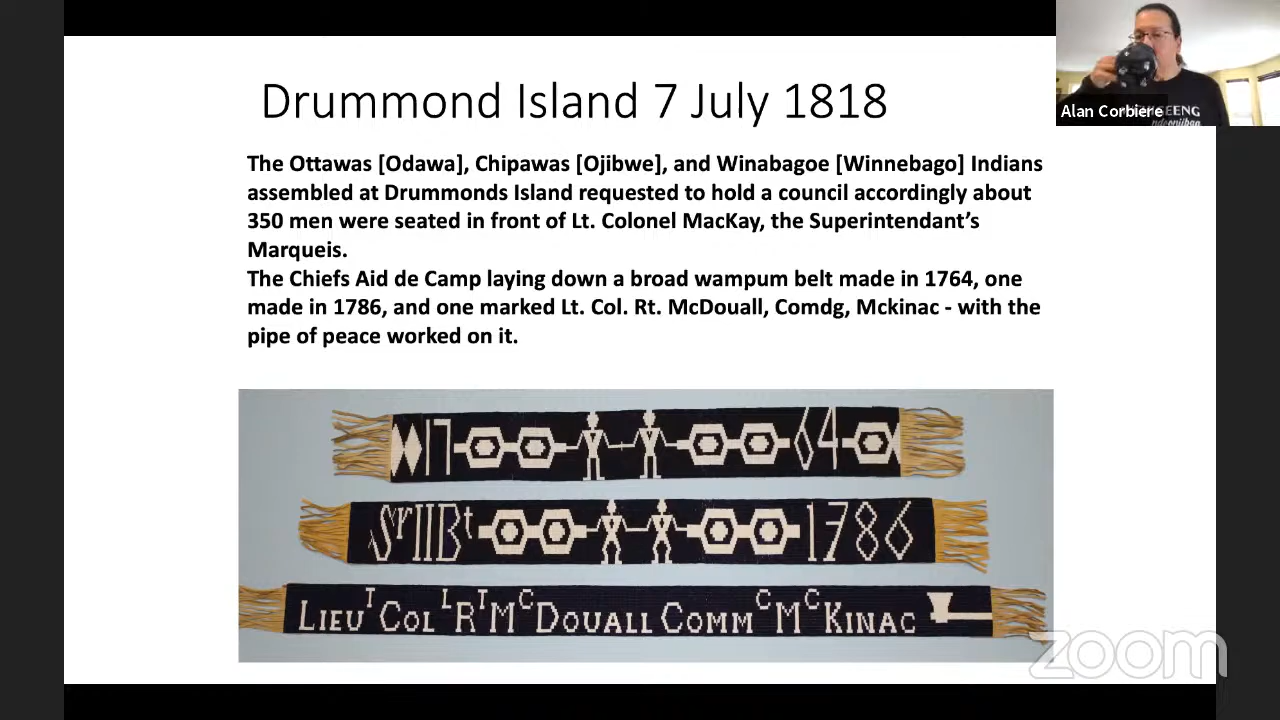 Drummond Island 7 July 1818
The Ottawas [Odawa], Chipawas [Ojibwe], and Winabagoe [Winnebago] Indians
assembled at Drummonds Island requested to hold a council accordingly about
350 men were seated in front of Lt. Colonel MacKay, the Superintendant's
Marqueis.
The Chiefs Aid de Camp laying down a broad wampum belt made in 1764, one
made in 1786, and one marked Lt. Col. Rt. McDouall, Comdg, Mckinac - with the
pipe of peace worked on it.
17 64
Sr IIBt 1786
LIEUT COLL RT MC DOUALL COMMC MC KINAC
Alan Corbiere
zoom